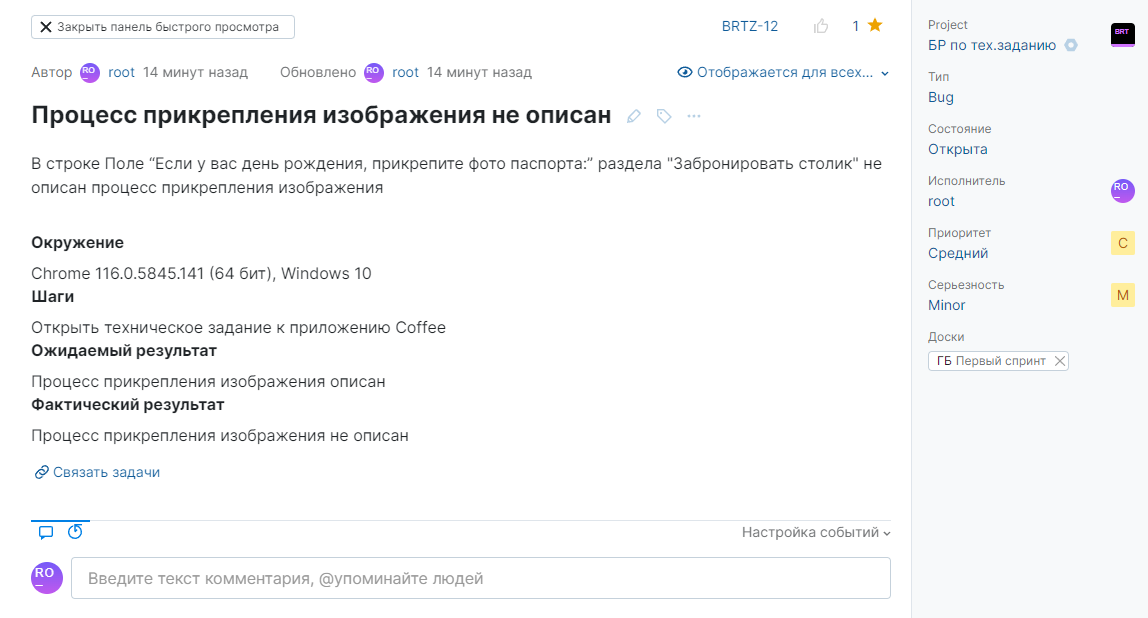 Закрыть панель быстрого просмотра
BRTZ-12
1
Автор RO_ root 14 минут назад Обновлено RO_ root 14 минут назад
Отображается для всех...
Процесс прикрепления изображения не описан
В строке Поле “Если у вас день рождения, прикрепите фото паспорта:” раздела "Забронировать столик" не
описан процесс прикрепления изображения
Окружение
Chrome 116.0.5845.141 (64 бит), Windows 10
Шаги
Открыть техническое задание к приложению Coffee
Ожидаемый результат
Процесс прикрепления изображения описан
Фактический результат
Процесс прикрепления изображения не описан
Связать задачи
Настройка событий
RO_
Введите текст комментария, @упоминайте людей
Project
БР по тех.заданию
BRT
Тип
Bug
Состояние
Открыта
Исполнитель
root
RO_
Приоритет
Средний
С
Серьезность
Minor
M
Доски
ГБ Первый спринт